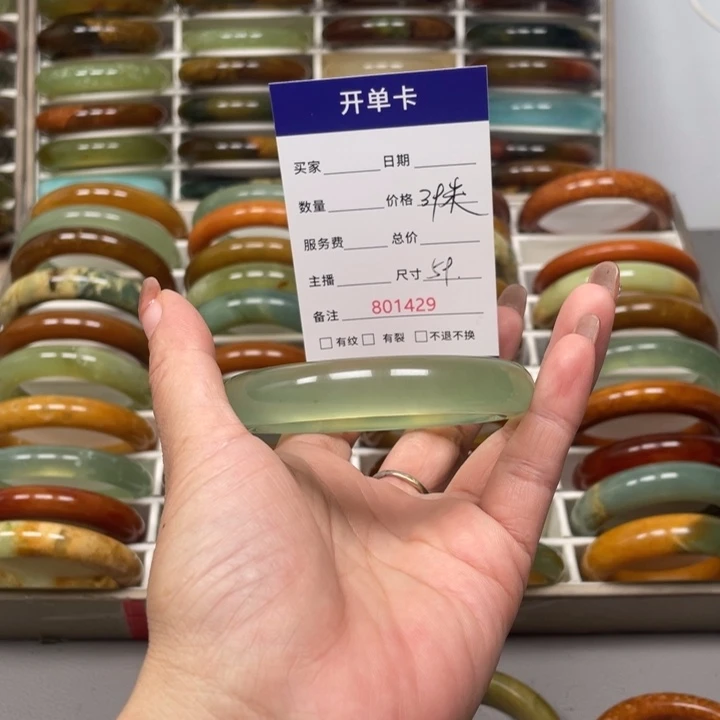 开单卡
买家 日期
数量 价格
服务费 总价
主播 尺寸 59.
备注 801429
有纹 有裂 不退不换